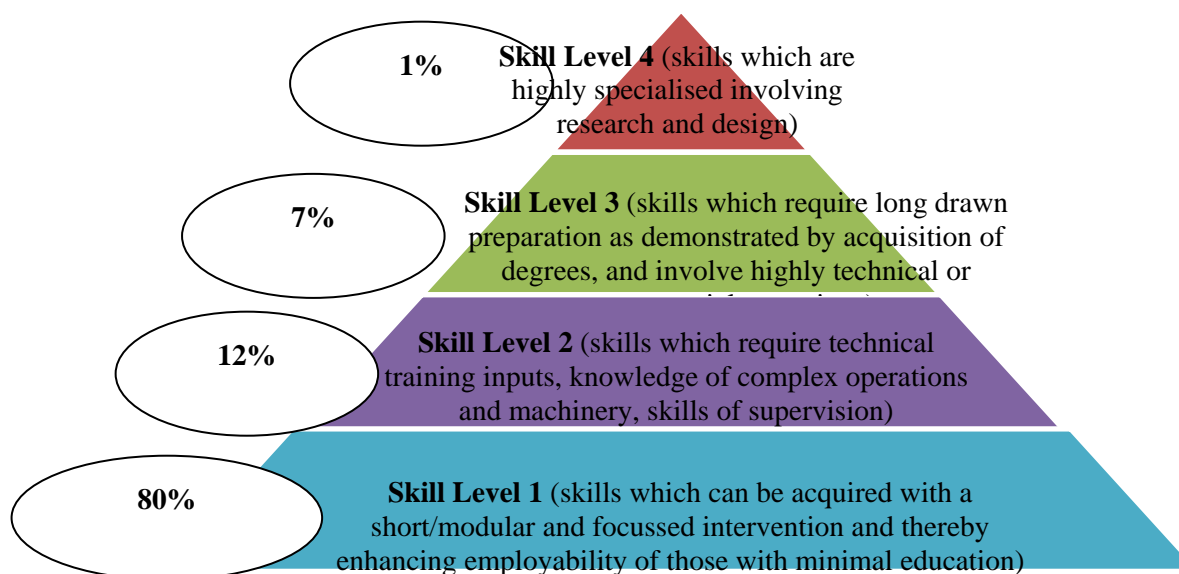 1%
Skill Level 4 (skills which are
highly specialised involving
research and design)
7%
Skill Level 3 (skills which require long drawn
preparation as demonstrated by acquisition of
degrees, and involve highly technical or
12%
Skill Level 2 (skills which require technical
training inputs, knowledge of complex operations
and machinery, skills of supervision)
80%
Skill Level 1 (skills which can be acquired with a
short/modular and focussed intervention and thereby
enhancing employability of those with minimal education)